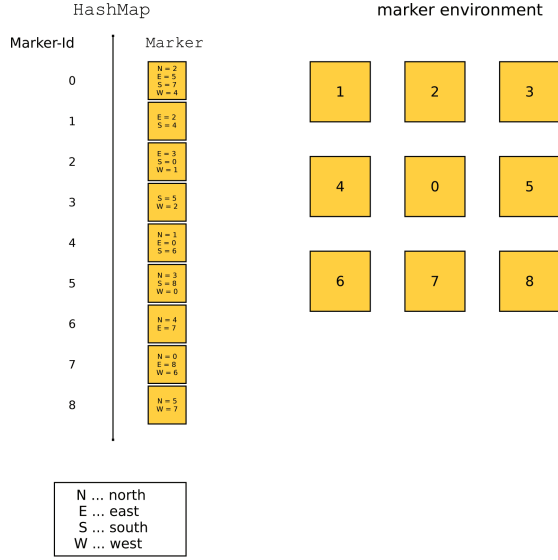 HashMap
Marker-Id
Marker
0
N = 2
E = 5
S = 7
W = 4
1
E = 2
S = 4
2
E = 3
S = 0
W = 1
3
S = 5
W = 2
4
N = 1
E = 0
S = 6
5
N = 3
S = 8
W = 0
6
N = 4
E = 7
7
N = 0
E = 8
W = 6
8
N = 5
W = 7
N ... north
E ... east
S ... south
W ... west
marker environment
1 2 3
4 0 5
6 7 8